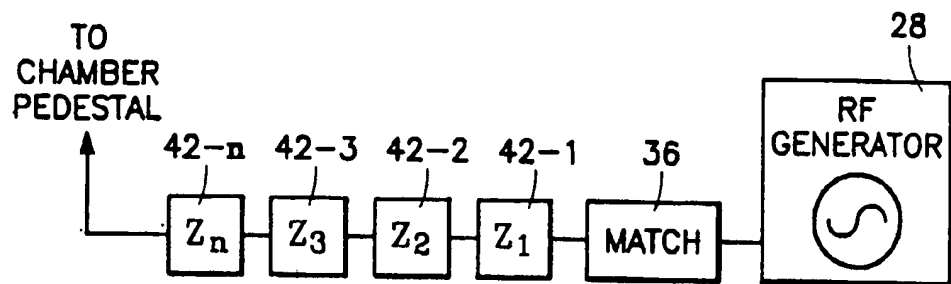 TO
CHAMBER
PEDESTAL
42-n 42-3 42-2 42-1 36 28
Zn Z3 Z2 Z1 MATCH
RF
GENERATOR